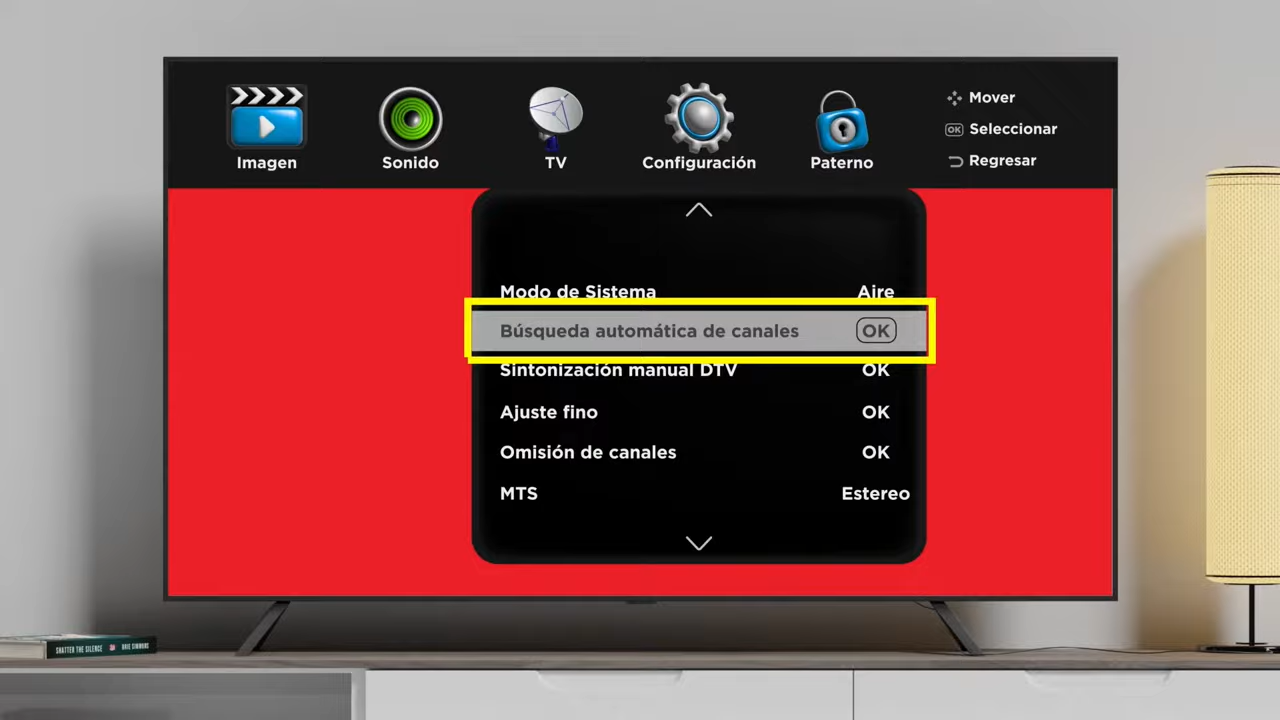 Imagen
Sonido
TV
Configuración
Paterno
Mover
OK Seleccionar
Regresar
Modo de Sistema Aire
Búsqueda automática de canales OK
Sintonización manual DTV OK
Ajuste fino OK
Omisión de canales OK
MTS Estereo
SHATTER THE SILENCE